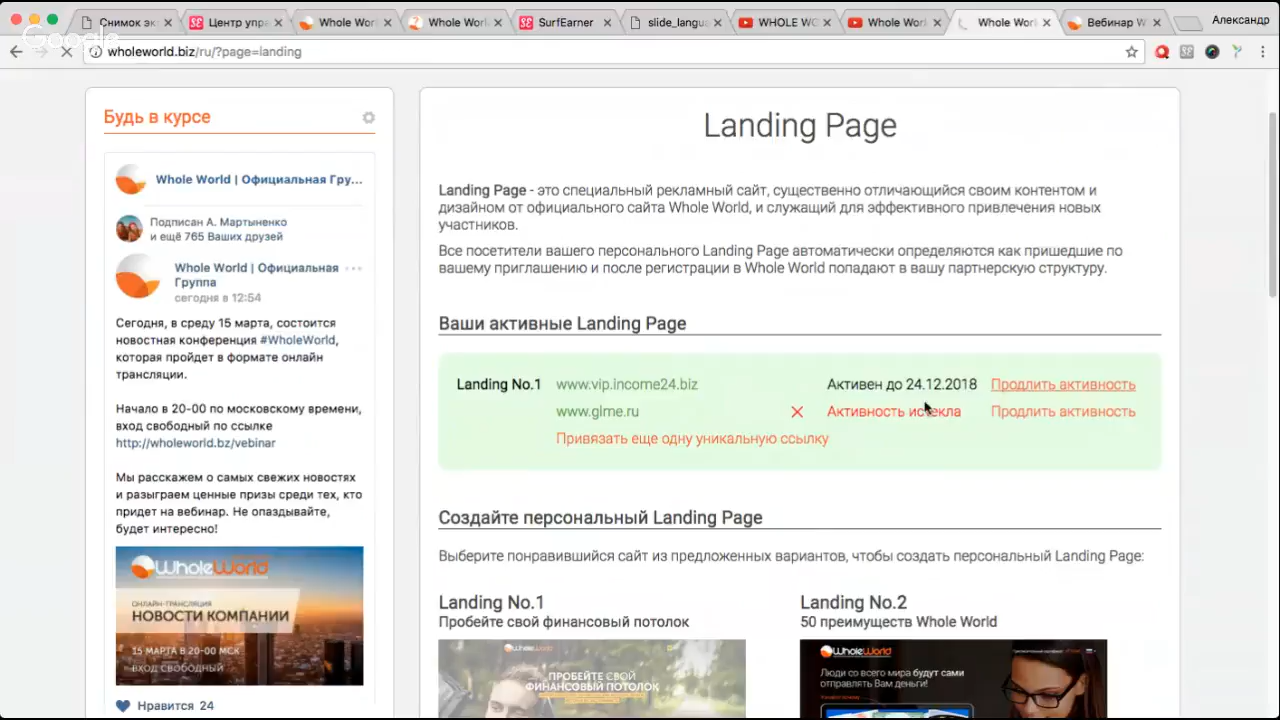 Снимок эк
Центр упра
Whole Worl
Whole Worl
SurfEarner
slide_langu
WHOLE WO
Whole Worl
Whole Worl
Вебинар W
Александр
Google
wholeworld.biz/ru/?page=landing
Будь в курсе
Whole World | Официальная Гру...
Подписан А. Мартыненко
и ещё 765 Ваших друзей
Whole World | Официальная
Группа
сегодня в 12:54
Сегодня, в среду 15 марта, состоится
новостная конференция #WholeWorld,
которая пройдет в формате онлайн
трансляции.
Начало в 20-00 по московскому времени,
вход свободный по ссылке
http://wholeworld.bz/vebinar
Мы расскажем о самых свежих новостях
и разыграем ценные призы среди тех, кто
придет на вебинар. Не опаздывайте,
будет интересно!
WholeWorld
ОНЛАЙН-ТРАНСЛЯЦИЯ
НОВОСТИ КОМПАНИИ
15 МАРТА В 20-00 МСК
ВХОД СВОБОДНЫЙ
Нравится 24
Landing Page
Landing Page - это специальный рекламный сайт, существенно отличающийся своим контентом и
дизайном от официального сайта Whole World, и служащий для эффективного привлечения новых
участников.
Все посетители вашего персонального Landing Page автоматически определяются как пришедшие по
вашему приглашению и после регистрации в Whole World попадают в вашу партнерскую структуру.
Ваши активные Landing Page
Landing No.1 www.vip.income24.biz Активен до 24.12.2018 Продлить активность
www.glme.ru Активность истекла Продлить активность
Привязать еще одну уникальную ссылку
Создайте персональный Landing Page
Выберите понравившийся сайт из предложенных вариантов, чтобы создать персональный Landing Page:
Landing No.1
Пробейте свой финансовый потолок
WholeWorld
ПРОБЕЙТЕ СВОЙ
ФИНАНСОВЫЙ ПОТОЛОК
Landing No.2
50 преимуществ Whole World
WholeWorld
Люди со всего мира будут сами
отправлять Вам деньги!